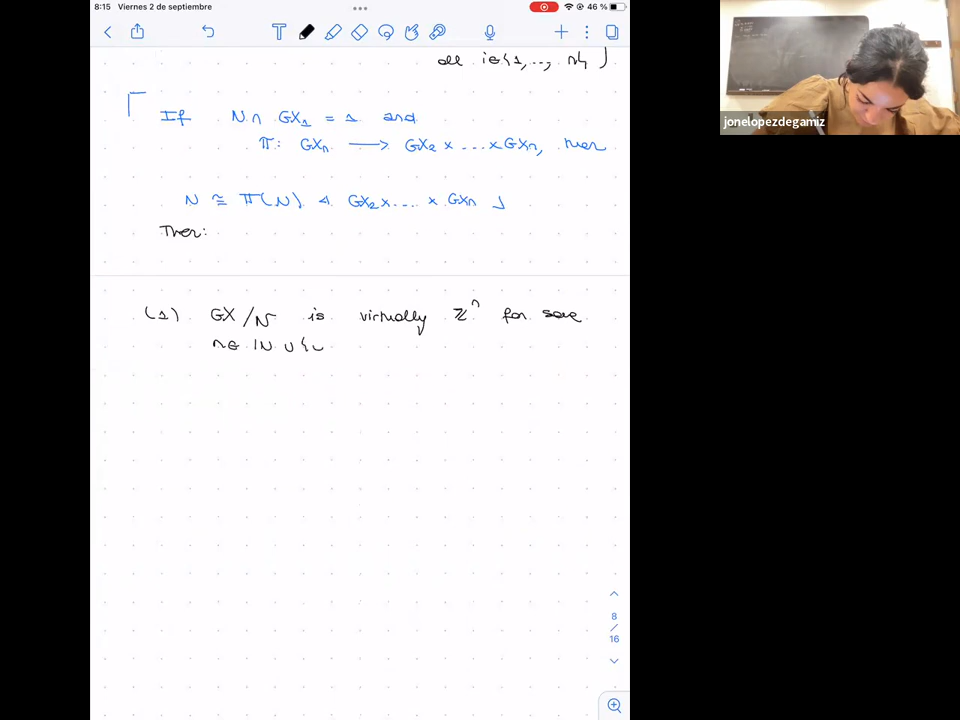 8:15 Viernes 2 de septiembre
46 %
all i∈{1,..., n}
If N ∩ GX₁ = 1 and
π: GXₙ ⟶ GX₂ × ... × GXₙ, then
N ≅ π(N) ◁ GX₂ × ... × GXₙ
Then:
(1) GX/N is virtually ℤⁿ for some
n∈ ℕ ∪ {
8
/
16
jonelopezdegamiz